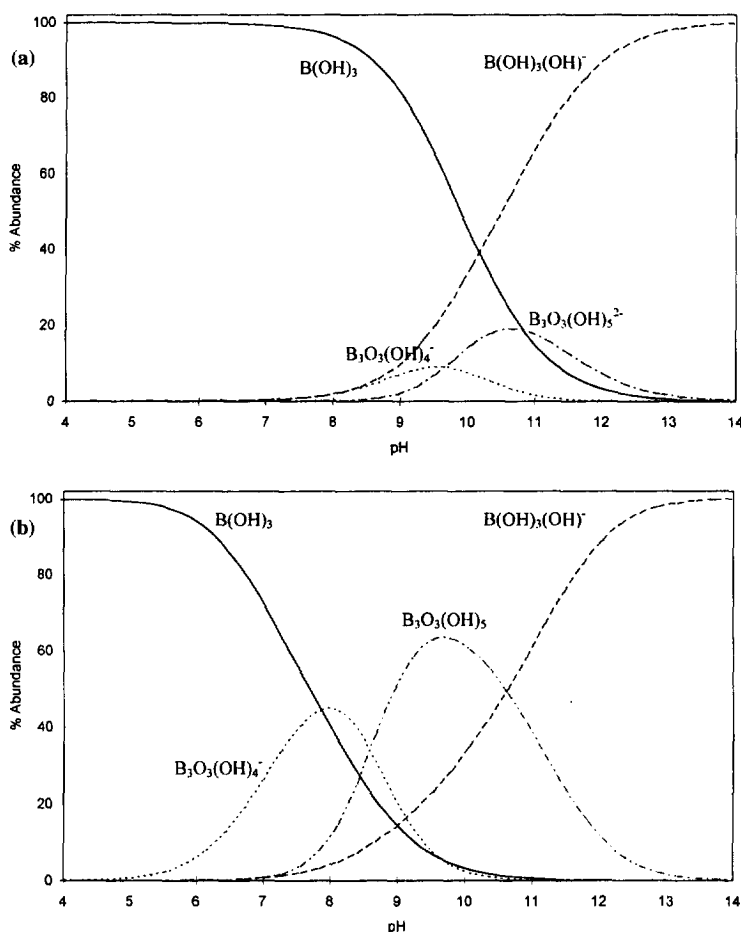 (a)
100
80
60
40
20
0
% Abundance
B(OH)₃
B(OH)₃(OH)⁻
B₃O₃(OH)₄⁻
B₃O₃(OH)₅²⁻
4 5 6 7 8 9 10 11 12 13 14
pH
(b)
100
80
60
40
20
0
% Abundance
B(OH)₃
B(OH)₃(OH)⁻
B₃O₃(OH)₅
B₃O₃(OH)₄⁻
4 5 6 7 8 9 10 11 12 13 14
pH